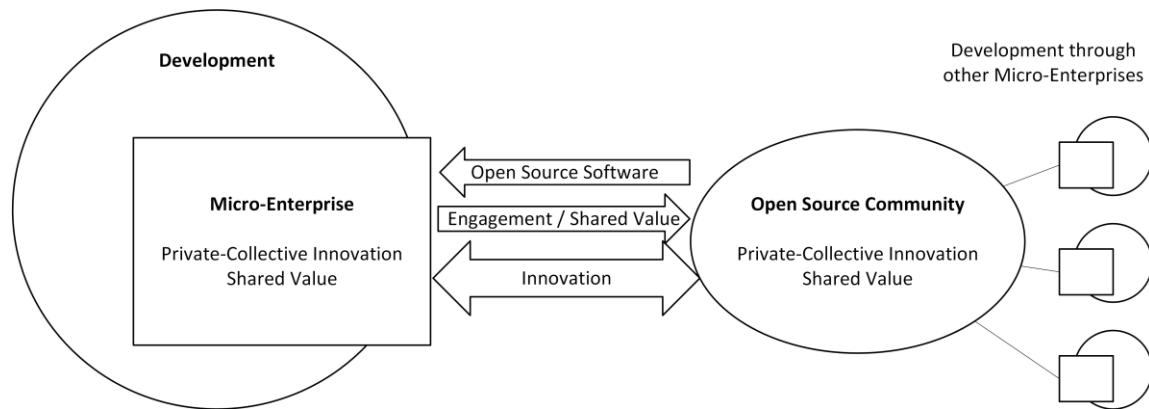 Development
Micro-Enterprise
Private-Collective Innovation
Shared Value
Open Source Software
Engagement / Shared Value
Innovation
Open Source Community
Private-Collective Innovation
Shared Value
Development through
other Micro-Enterprises